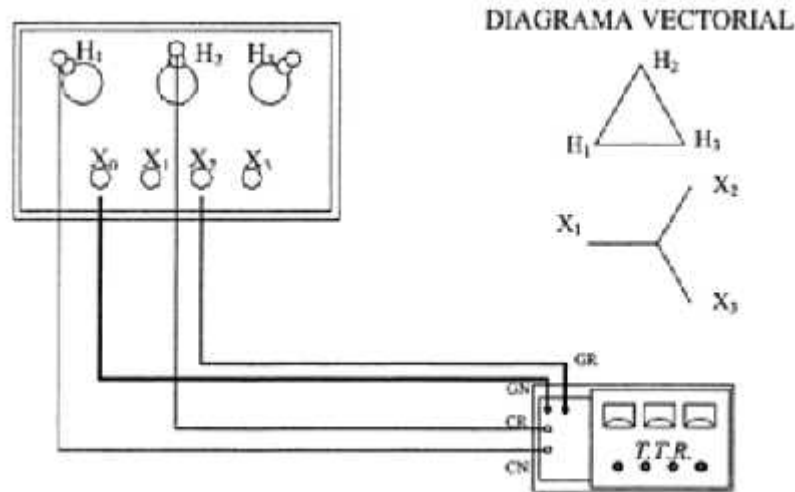 DIAGRAMA VECTORIAL
H₁ H₂ H₃
H₂
H₁ H₃
X₀ X₁ X₂ X₃
X₂
X₁
X₃
GR
GN
CR
CN
T.T.R.